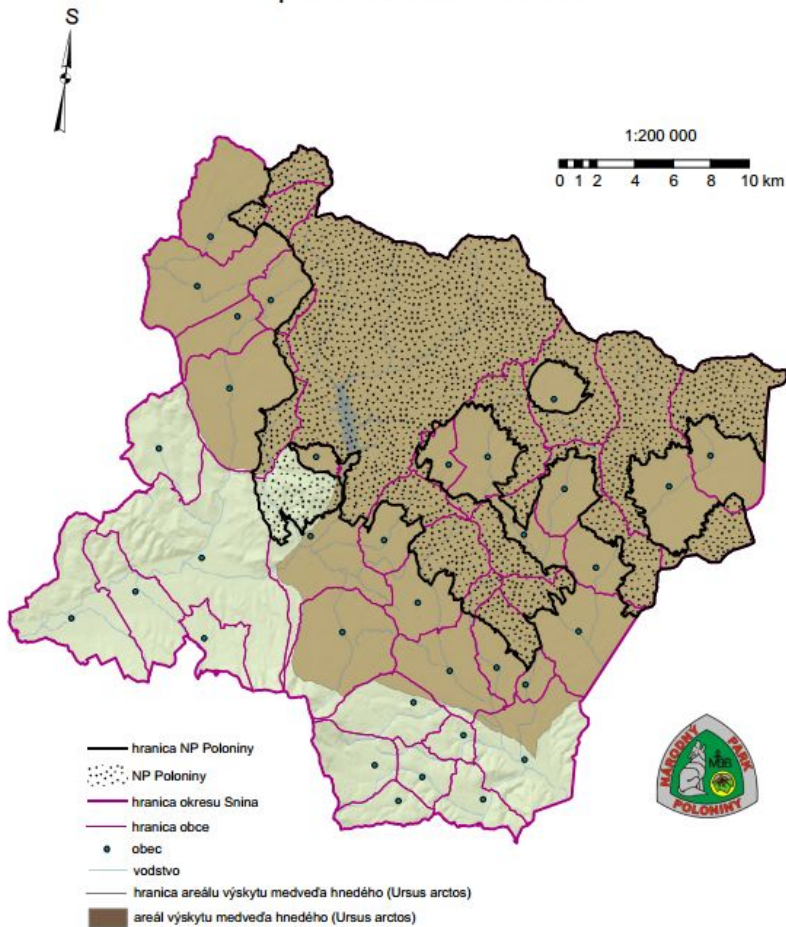 S
1:200 000
0 1 2 4 6 8 10 km
hranica NP Poloniny
NP Poloniny
hranica okresu Snina
hranica obce
obec
vodstvo
hranica areálu výskytu medveďa hnedého (Ursus arctos)
areál výskytu medveďa hnedého (Ursus arctos)
NÁRODNÝ PARK
POLONINY